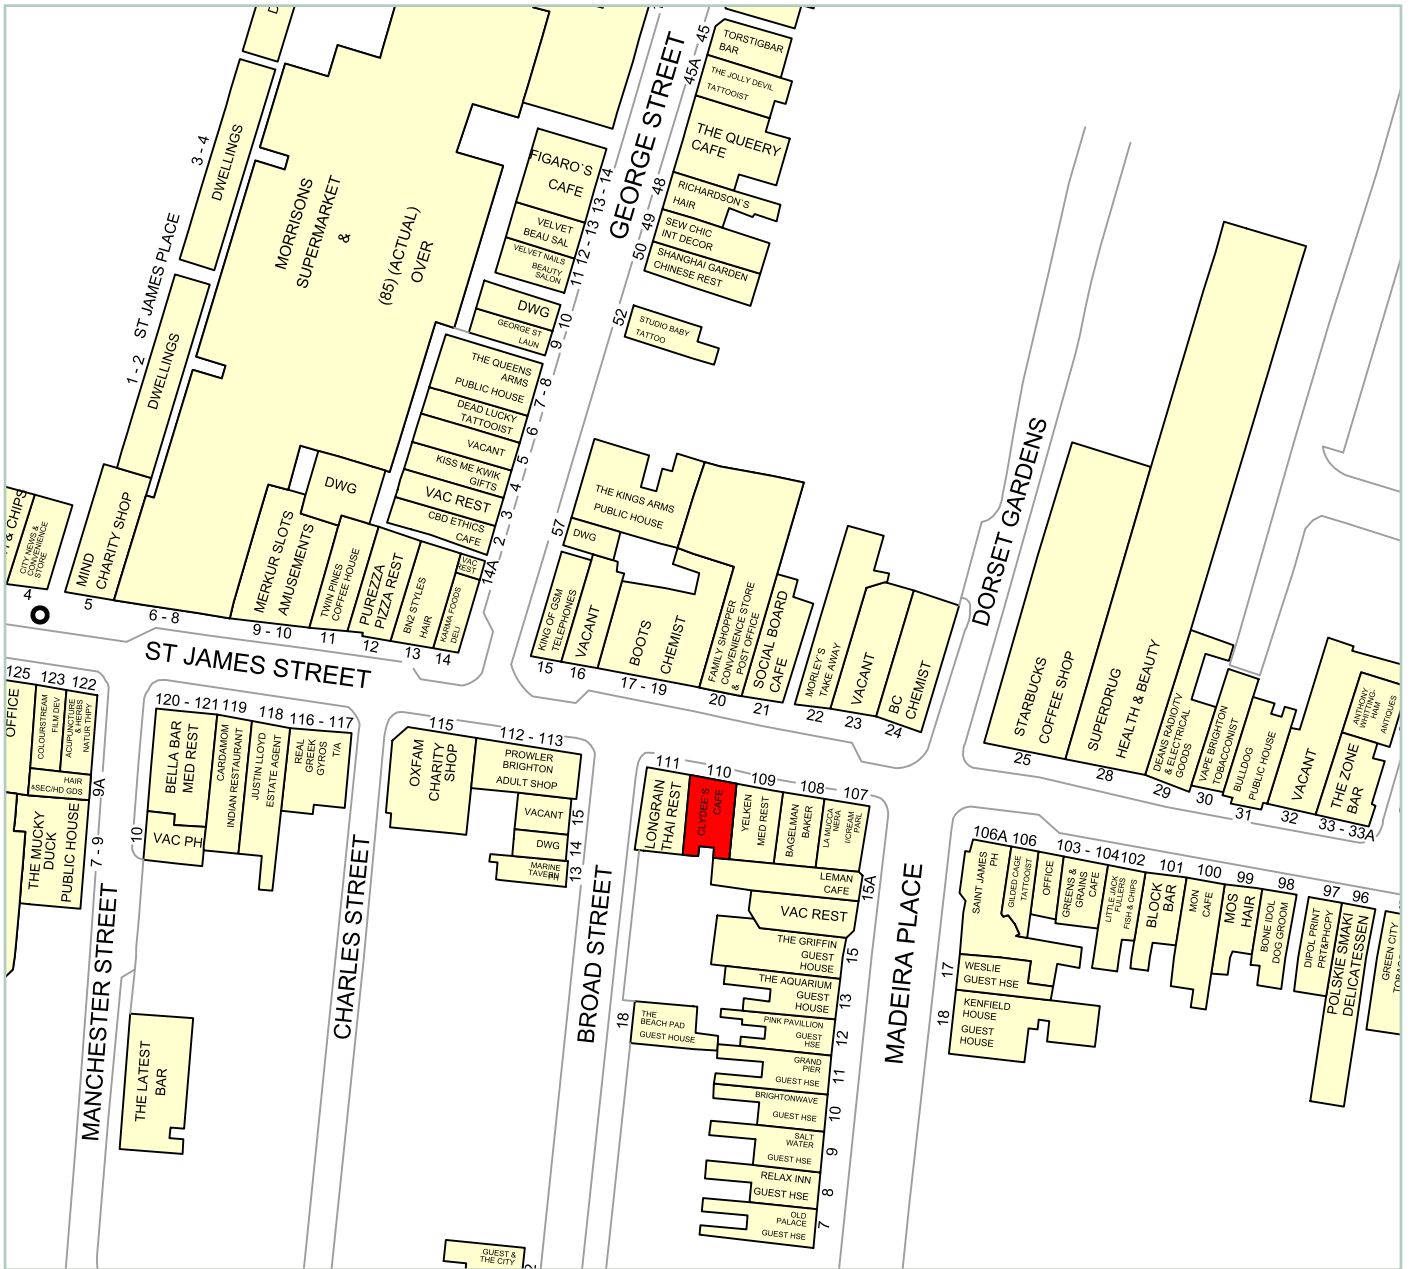 3 - 4
DWELLINGS
1 - 2
ST JAMES PLACE
DWELLINGS
MORRISONS
SUPERMARKET
&
(85) (ACTUAL)
OVER
FIGARO`S
CAFE
13 - 14
VELVET
BEAU SAL
12 - 13
VELVET NAILS
BEAUTY
SALON
11
DWG
10
GEORGE ST
LAUN
9
THE QUEENS
ARMS
PUBLIC HOUSE
7 - 8
DEAD LUCKY
TATTOOIST
6
VACANT
5
KISS ME KWIK
GIFTS
4
VAC REST
3
CBD ETHICS
CAFE
2
VAC
REST
14A
GEORGE STREET
45
TORSTIGBAR
BAR
45A
THE JOLLY DEVIL
TATTOOIST
THE QUEERY
CAFE
48
RICHARDSON`S
HAIR
49
SEW CHIC
INT DECOR
50
SHANGHAI GARDEN
CHINESE REST
52
STUDIO BABY
TATTOO
THE KINGS ARMS
PUBLIC HOUSE
57
DWG
& CHIPS
CITY NEWS &
CONVENIENCE
STORE
4
MIND
CHARITY SHOP
5
6 - 8
DWG
MERKUR SLOTS
AMUSEMENTS
9 - 10
TWIN PINES
COFFEE HOUSE
11
PUREZZA
PIZZA REST
12
BN2 STYLES
HAIR
13
KARMA FOODS
DELI
14
ST JAMES STREET
KING OF GSM
TELEPHONES
15
VACANT
16
BOOTS
CHEMIST
17 - 19
FAMILY SHOPPER
CONVENIENCE STORE
& POST OFFICE
20
SOCIAL BOARD
CAFE
21
MORLEY`S
TAKE AWAY
22
VACANT
23
BC
CHEMIST
24
DORSET GARDENS
STARBUCKS
COFFEE SHOP
25
SUPERDRUG
HEALTH & BEAUTY
28
DEANS RADIO/TV
& ELECTRICAL
GOODS
29
VAPE BRIGHTON
TOBACCONIST
30
BULLDOG
PUBLIC HOUSE
31
VACANT
32
THE ZONE
BAR
33 - 33A
ANTHONY
WHITTING-
HAM
ANTIQUES
125
OFFICE
123
COLOURSTREAM
FILM DEV
122
ACUPUNCTURE
& HERBS
NATUR THPY
HAIR
&SEC/HD GDS
9A
THE MUCKY
DUCK
PUBLIC HOUSE
7 - 9
MANCHESTER STREET
120 - 121
BELLA BAR
MED REST
10
VAC PH
119
CARDAMOM
INDIAN RESTAURANT
118
JUSTIN LLOYD
ESTATE AGENT
116 - 117
REAL
GREEK
GYROS
T/A
THE LATEST
BAR
CHARLES STREET
115
OXFAM
CHARITY
SHOP
112 - 113
PROWLER
BRIGHTON
ADULT SHOP
VACANT
15
DWG
14
MARINE
TAVERN
PH
13
GUEST &
THE CITY
BROAD STREET
111
LONGRAIN
THAI REST
110
CLYDEE`S
CAFE
109
YELKEN
MED REST
108
BAGELMAN
BAKER
107
LA MUCCA
NERA
I/CREAM
PARL
LEMAN
CAFE
15A
VAC REST
THE GRIFFIN
GUEST
HOUSE
15
THE AQUARIUM
GUEST
HOUSE
13
PINK PAVILLION
GUEST
HSE
12
18
THE
BEACH PAD
GUEST HOUSE
GRAND
PIER
GUEST HSE
11
BRIGHTONWAVE
GUEST HSE
10
SALT
WATER
GUEST HSE
9
RELAX INN
GUEST HSE
8
OLD
PALACE
GUEST HSE
7
MADEIRA PLACE
106A
SAINT JAMES
PH
106
GILDED CAGE
TATTOOIST
OFFICE
103 - 104
GREENS &
GRAINS
CAFE
102
LITTLE JACK
FULLERS
FISH & CHIPS
101
BLOCK
BAR
100
MON
CAFE
99
MOS
HAIR
98
BONE IDOL
DOG GROOM
97
DIPOL PRINT
PRT&PHCPY
96
POLSKIE SMAKI
DELICATESSEN
GREEN CITY
17
WESLIE
GUEST HSE
18
KENFIELD
HOUSE
GUEST
HOUSE